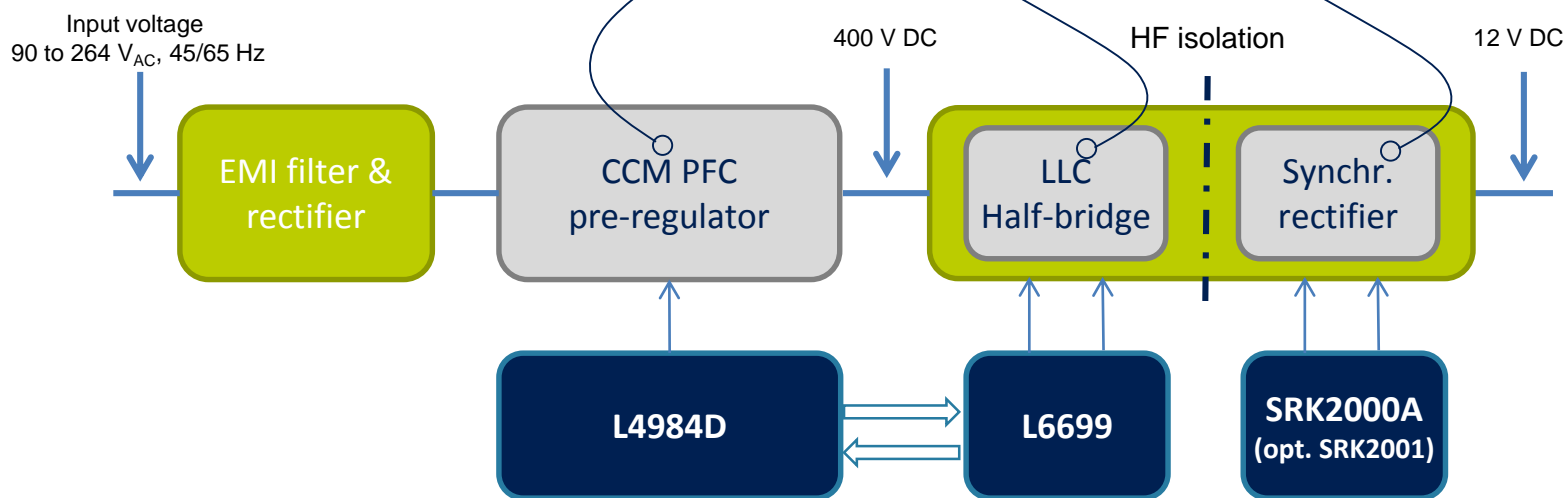 Input voltage
90 to 264 VAC, 45/65 Hz
400 V DC
HF isolation
12 V DC
EMI filter &
rectifier
CCM PFC
pre-regulator
LLC
Half-bridge
Synchr.
rectifier
L4984D
L6699
SRK2000A
(opt. SRK2001)